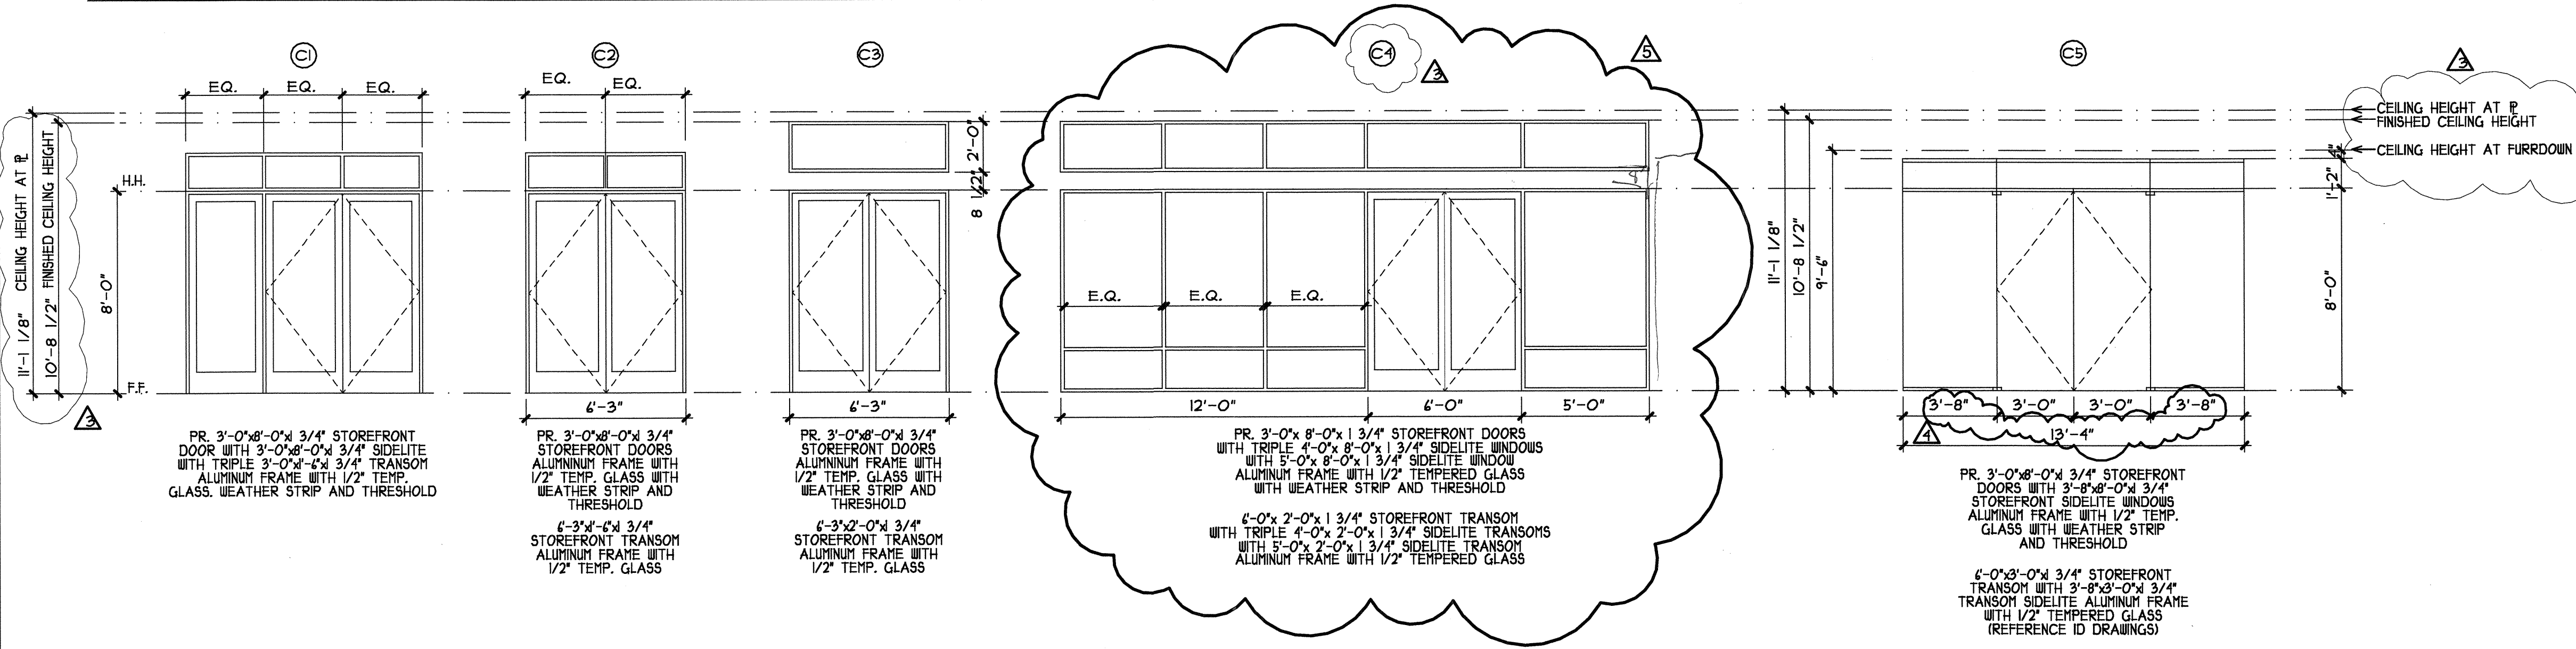 C1
C2
C3
C4
3
5
C5
3
EQ. EQ. EQ.
EQ. EQ.
11'-1 1/8" CEILING HEIGHT AT PL
10'-8 1/2" FINISHED CEILING HEIGHT
H.H.
8'-0"
F.F.
3
2'-0"
8 1/2"
E.Q. E.Q. E.Q.
11'-1 1/8"
10'-8 1/2"
9'-6"
CEILING HEIGHT AT PL
FINISHED CEILING HEIGHT
CEILING HEIGHT AT FURRDOWN
4"
1'-2"
8'-0"
PR. 3'-0"x8'-0"x1 3/4" STOREFRONT
DOOR WITH 3'-0"x8'-0"x1 3/4" SIDELITE
WITH TRIPLE 3'-0"x1'-6"x1 3/4" TRANSOM
ALUMINUM FRAME WITH 1/2" TEMP.
GLASS. WEATHER STRIP AND THRESHOLD
6'-3"
PR. 3'-0"x8'-0"x1 3/4"
STOREFRONT DOORS
ALUMNINUM FRAME WITH
1/2" TEMP. GLASS WITH
WEATHER STRIP AND
THRESHOLD
6'-3"x1'-6"x1 3/4"
STOREFRONT TRANSOM
ALUMINUM FRAME WITH
1/2" TEMP. GLASS
6'-3"
PR. 3'-0"x8'-0"x1 3/4"
STOREFRONT DOORS
ALUMNINUM FRAME WITH
1/2" TEMP. GLASS WITH
WEATHER STRIP AND
THRESHOLD
6'-3"x2'-0"x1 3/4"
STOREFRONT TRANSOM
ALUMINUM FRAME WITH
1/2" TEMP. GLASS
12'-0" 6'-0" 5'-0"
PR. 3'-0"x 8'-0"x 1 3/4" STOREFRONT DOORS
WITH TRIPLE 4'-0"x 8'-0"x 1 3/4" SIDELITE WINDOWS
WITH 5'-0"x 8'-0"x 1 3/4" SIDELITE WINDOW
ALUMINUM FRAME WITH 1/2" TEMPERED GLASS
WITH WEATHER STRIP AND THRESHOLD
6'-0"x 2'-0"x 1 3/4" STOREFRONT TRANSOM
WITH TRIPLE 4'-0"x 2'-0"x 1 3/4" SIDELITE TRANSOMS
WITH 5'-0"x 2'-0"x 1 3/4" SIDELITE TRANSOM
ALUMINUM FRAME WITH 1/2" TEMPERED GLASS
3'-8" 3'-0" 3'-0" 3'-8"
4
13'-4"
PR. 3'-0"x8'-0"x1 3/4" STOREFRONT
DOORS WITH 3'-8"x8'-0"x1 3/4"
STOREFRONT SIDELITE WINDOWS
ALUMINUM FRAME WITH 1/2" TEMP.
GLASS WITH WEATHER STRIP
AND THRESHOLD
6'-0"x3'-0"x1 3/4" STOREFRONT
TRANSOM WITH 3'-8"x3'-0"x1 3/4"
TRANSOM SIDELITE ALUMINUM FRAME
WITH 1/2" TEMPERED GLASS
(REFERENCE ID DRAWINGS)